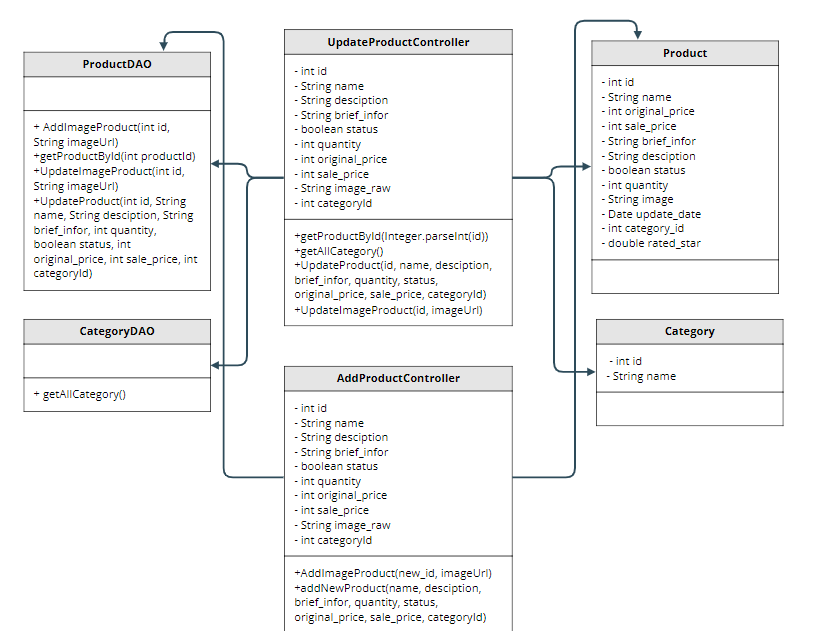 ProductDAO
+ AddImageProduct(int id,
String imageUrl)
+getProductById(int productId)
+UpdateImageProduct(int id,
String imageUrl)
+UpdateProduct(int id, String
name, String desciption, String
brief_infor, int quantity,
boolean status, int
original_price, int sale_price, int
categoryId)
CategoryDAO
+ getAllCategory()
UpdateProductController
- int id
- String name
- String desciption
- String brief_infor
- boolean status
- int quantity
- int original_price
- int sale_price
- String image_raw
- int categoryId
+getProductById(Integer.parseInt(id))
+getAllCategory()
+UpdateProduct(id, name, desciption,
brief_infor, quantity, status,
original_price, sale_price, categoryId)
+UpdateImageProduct(id, imageUrl)
AddProductController
- int id
- String name
- String desciption
- String brief_infor
- boolean status
- int quantity
- int original_price
- int sale_price
- String image_raw
- int categoryId
+AddImageProduct(new_id, imageUrl)
+addNewProduct(name, desciption,
brief_infor, quantity, status,
original_price, sale_price, categoryId)
Product
- int id
- String name
- int original_price
- int sale_price
- String brief_infor
- String desciption
- boolean status
- int quantity
- String image
- Date update_date
- int category_id
- double rated_star
Category
- int id
- String name